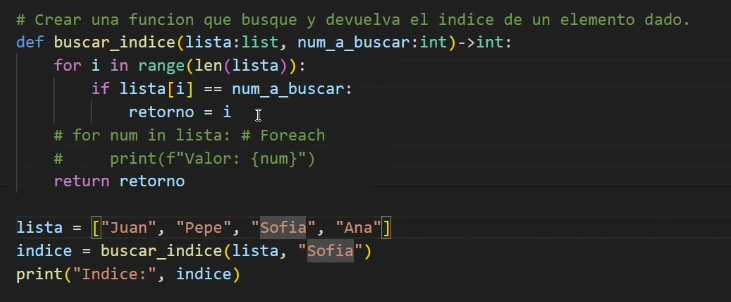 # Crear una funcion que busque y devuelva el indice de un elemento dado.
def buscar_indice(lista:list, num_a_buscar:int)->int:
    for i in range(len(lista)):
        if lista[i] == num_a_buscar:
            retorno = i
    # for num in lista: # Foreach
    #     print(f"Valor: {num}")
    return retorno

lista = ["Juan", "Pepe", "Sofia", "Ana"]
indice = buscar_indice(lista, "Sofia")
print("Indice:", indice)